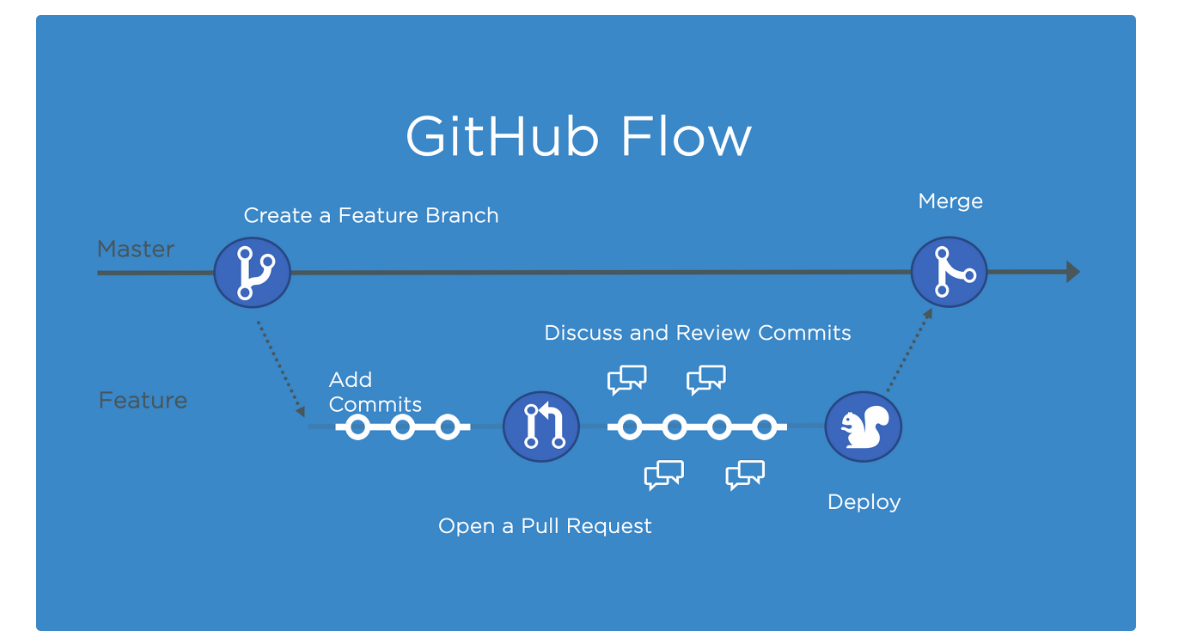 GitHub Flow
Create a Feature Branch
Merge
Master
Discuss and Review Commits
Add
Commits
Feature
Deploy
Open a Pull Request